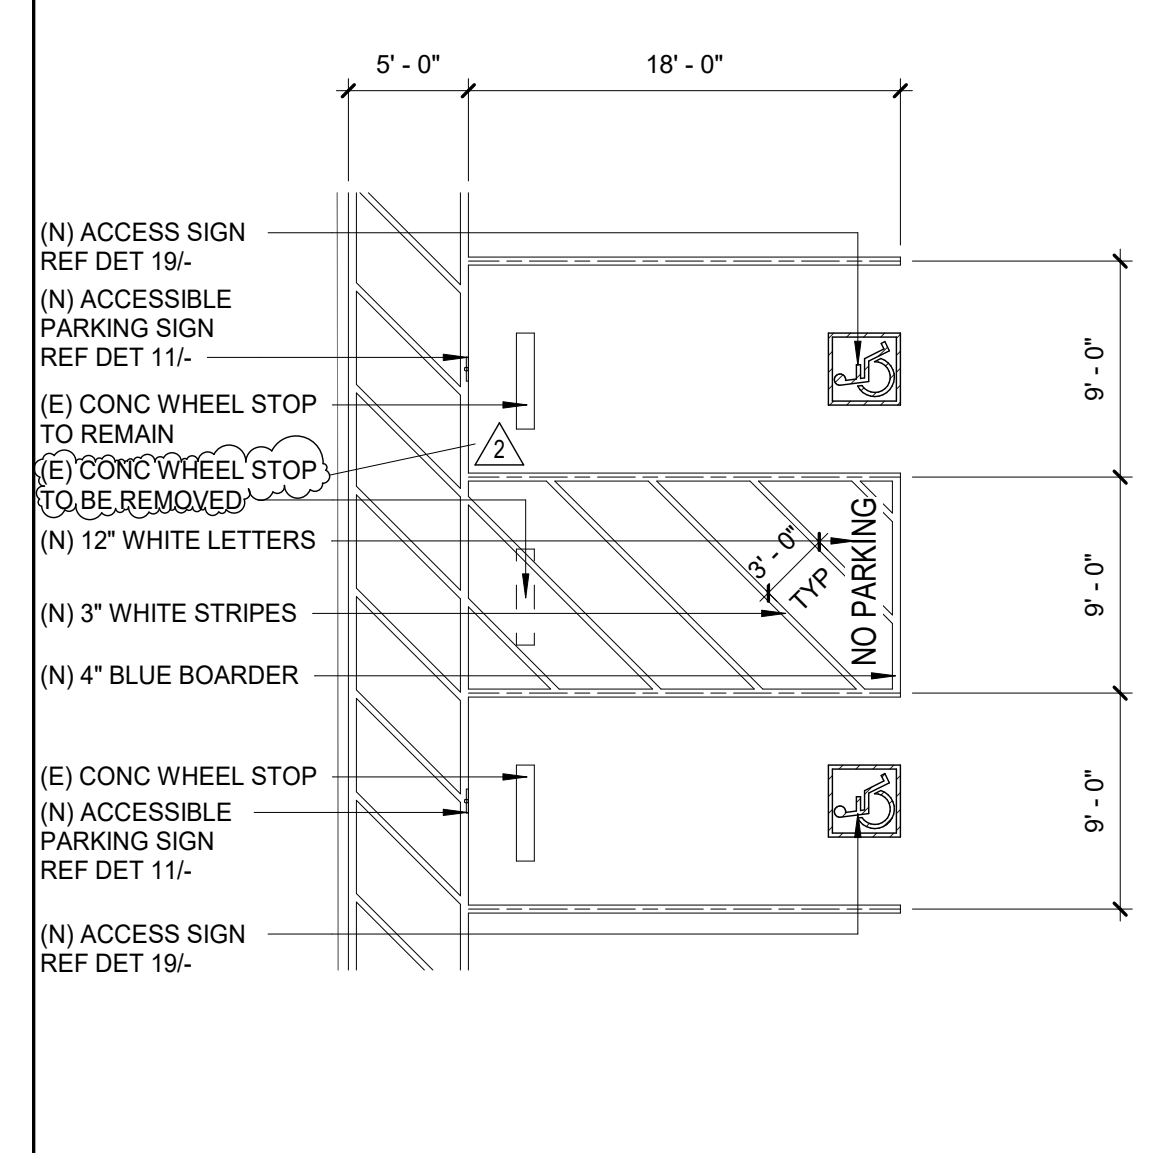 5' - 0"
18' - 0"
(N) ACCESS SIGN
REF DET 19/-
(N) ACCESSIBLE
PARKING SIGN
REF DET 11/-
(E) CONC WHEEL STOP
TO REMAIN
2
(E) CONC WHEEL STOP
TO BE REMOVED
(N) 12" WHITE LETTERS
(N) 3" WHITE STRIPES
(N) 4" BLUE BOARDER
(E) CONC WHEEL STOP
(N) ACCESSIBLE
PARKING SIGN
REF DET 11/-
(N) ACCESS SIGN
REF DET 19/-
3' - 0"
TYP
NO PARKING
9' - 0"
9' - 0"
9' - 0"